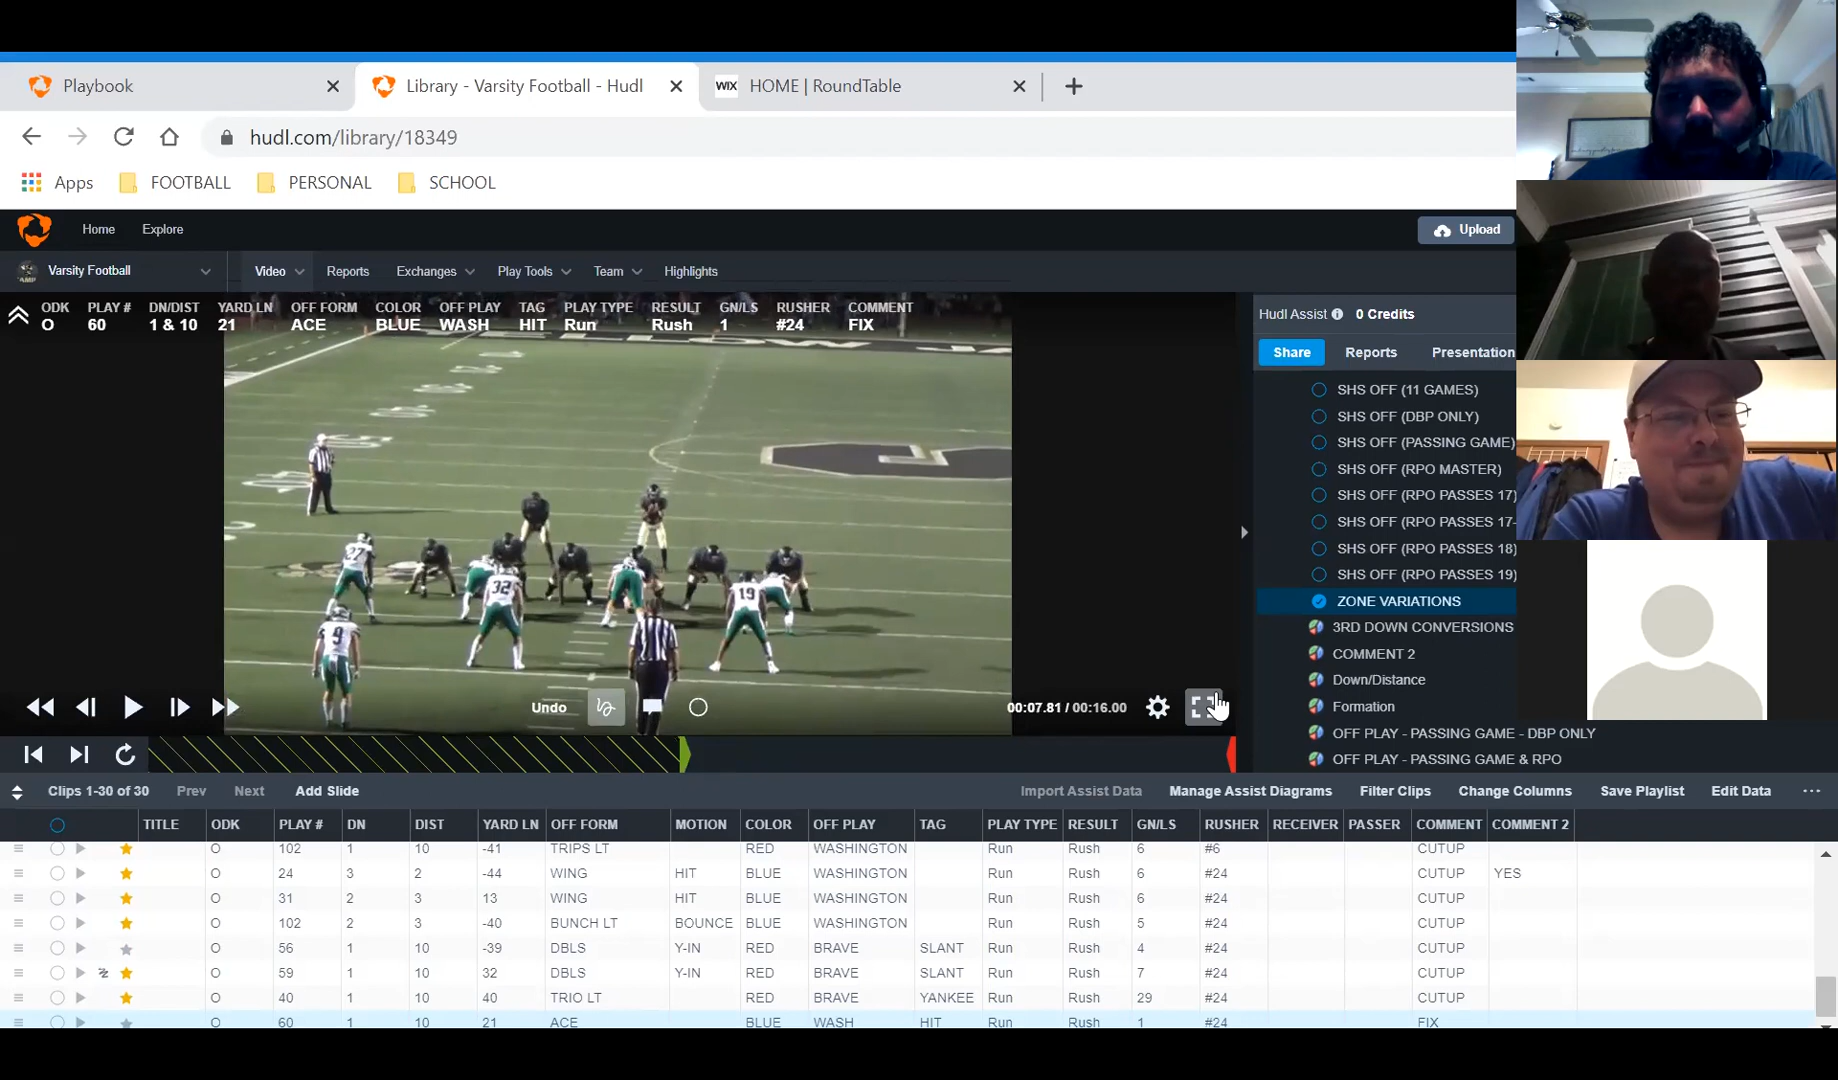 Playbook
Library - Varsity Football - Hudl
WiX HOME | RoundTable
hudl.com/library/18349
Apps FOOTBALL PERSONAL SCHOOL
Home Explore Upload
Varsity Football Video Reports Exchanges Play Tools Team Highlights
ODK PLAY # DN/DIST YARD LN OFF FORM COLOR OFF PLAY TAG PLAY TYPE RESULT GN/LS RUSHER COMMENT
O 60 1 & 10 21 ACE BLUE WASH HIT Run Rush 1 #24 FIX
Hudl Assist 0 Credits
Share Reports Presentation
SHS OFF (11 GAMES)
SHS OFF (DBP ONLY)
SHS OFF (PASSING GAME)
SHS OFF (RPO MASTER)
SHS OFF (RPO PASSES 17)
SHS OFF (RPO PASSES 17-
SHS OFF (RPO PASSES 18)
SHS OFF (RPO PASSES 19)
ZONE VARIATIONS
3RD DOWN CONVERSIONS
COMMENT 2
Down/Distance
Formation
OFF PLAY - PASSING GAME - DBP ONLY
OFF PLAY - PASSING GAME & RPO
27
32
19
9
Undo 00:07.81 / 00:16.00
Clips 1-30 of 30 Prev Next Add Slide Import Assist Data Manage Assist Diagrams Filter Clips Change Columns Save Playlist Edit Data
TITLE ODK PLAY # DN DIST YARD LN OFF FORM MOTION COLOR OFF PLAY TAG PLAY TYPE RESULT GN/LS RUSHER RECEIVER PASSER COMMENT COMMENT 2
O 102 1 10 -41 TRIPS LT RED WASHINGTON Run Rush 6 #6 CUTUP
O 24 3 2 -44 WING HIT BLUE WASHINGTON Run Rush 6 #24 CUTUP YES
O 31 2 3 13 WING HIT BLUE WASHINGTON Run Rush 6 #24 CUTUP
O 102 2 3 -40 BUNCH LT BOUNCE BLUE WASHINGTON Run Rush 5 #24 CUTUP
O 56 1 10 -39 DBLS Y-IN RED BRAVE SLANT Run Rush 4 #24 CUTUP
O 59 1 10 32 DBLS Y-IN RED BRAVE SLANT Run Rush 7 #24 CUTUP
O 40 1 10 40 TRIO LT RED BRAVE YANKEE Run Rush 29 #24 CUTUP
O 60 1 10 21 ACE BLUE WASH HIT Run Rush 1 #24 FIX